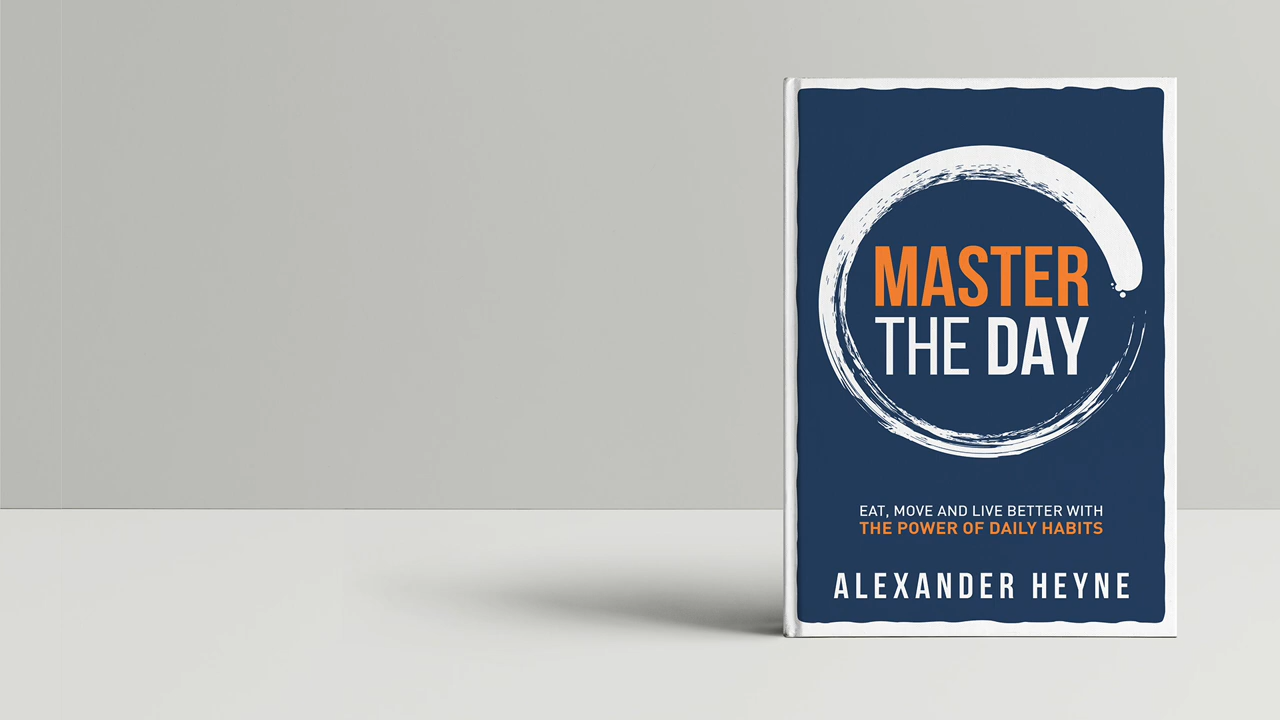 MASTER
THE DAY
EAT, MOVE AND LIVE BETTER WITH
THE POWER OF DAILY HABITS
ALEXANDER HEYNE